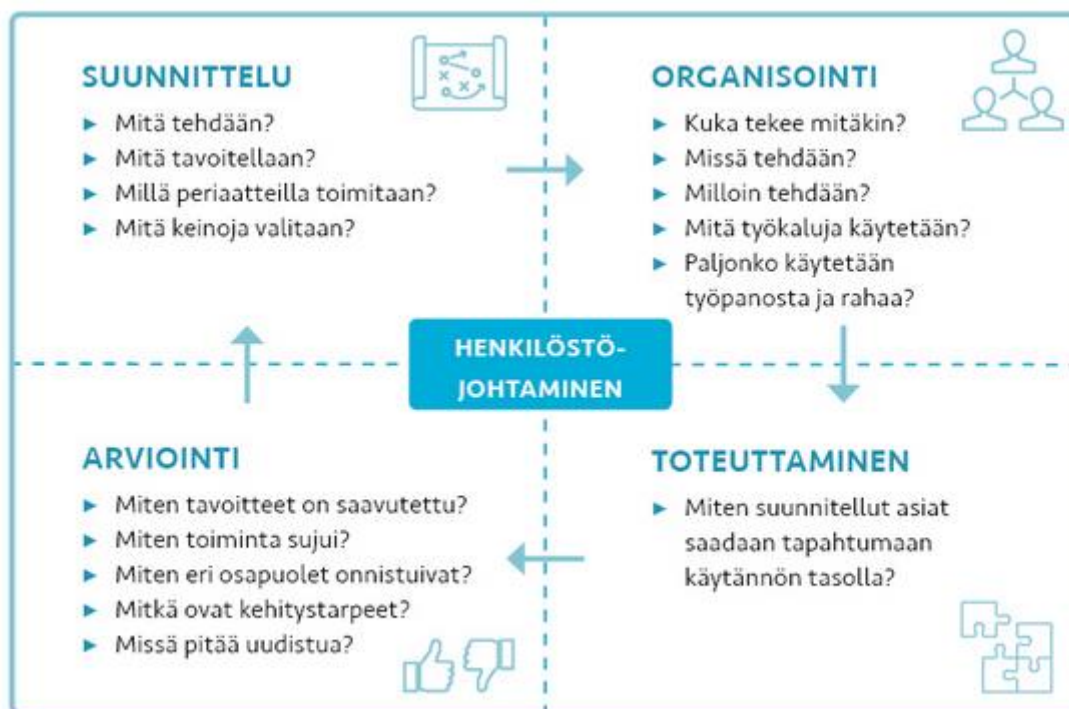 SUUNNITTELU
► Mitä tehdään?
► Mitä tavoitellaan?
► Millä periaatteilla toimitaan?
► Mitä keinoja valitaan?
ORGANISOINTI
► Kuka tekee mitäkin?
► Missä tehdään?
► Milloin tehdään?
► Mitä työkaluja käytetään?
► Paljonko käytetään
työpanosta ja rahaa?
HENKILÖSTÖ-
JOHTAMINEN
ARVIOINTI
► Miten tavoitteet on saavutettu?
► Miten toiminta sujui?
► Miten eri osapuolet onnistuivat?
► Mitkä ovat kehitystarpeet?
► Missä pitää uudistua?
TOTEUTTAMINEN
► Miten suunnitellut asiat
saadaan tapahtumaan
käytännön tasolla?